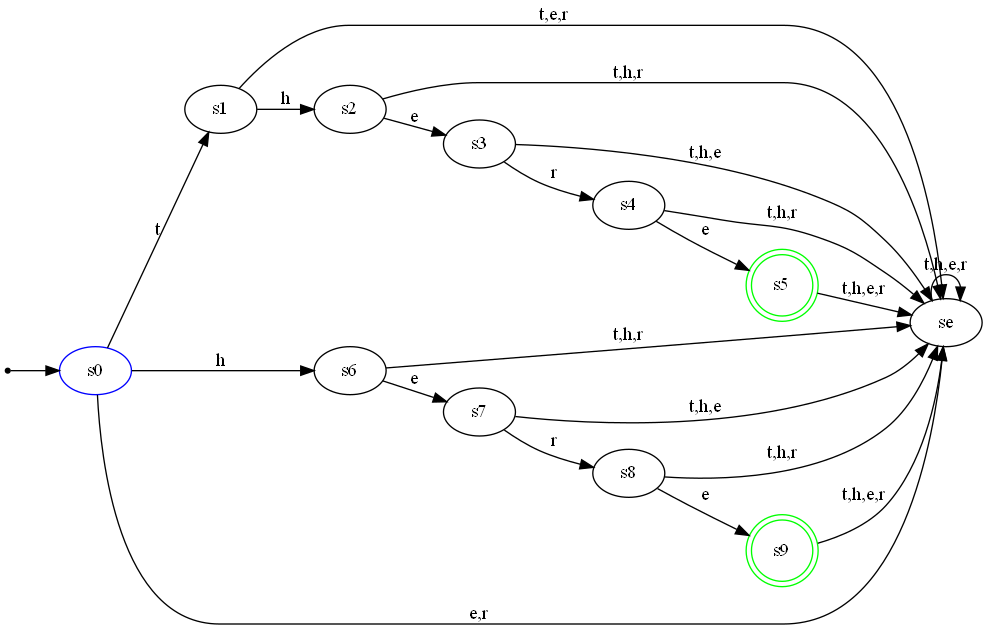 t,e,r
t,h,r
s1
h
s2
e
s3
t,h,e
r
s4
t,h,r
e
t
s5
t,h,e,r
t,h,e,r
se
s0
h
s6
t,h,r
e
s7
t,h,e
r
s8
t,h,r
e
s9
t,h,e,r
e,r